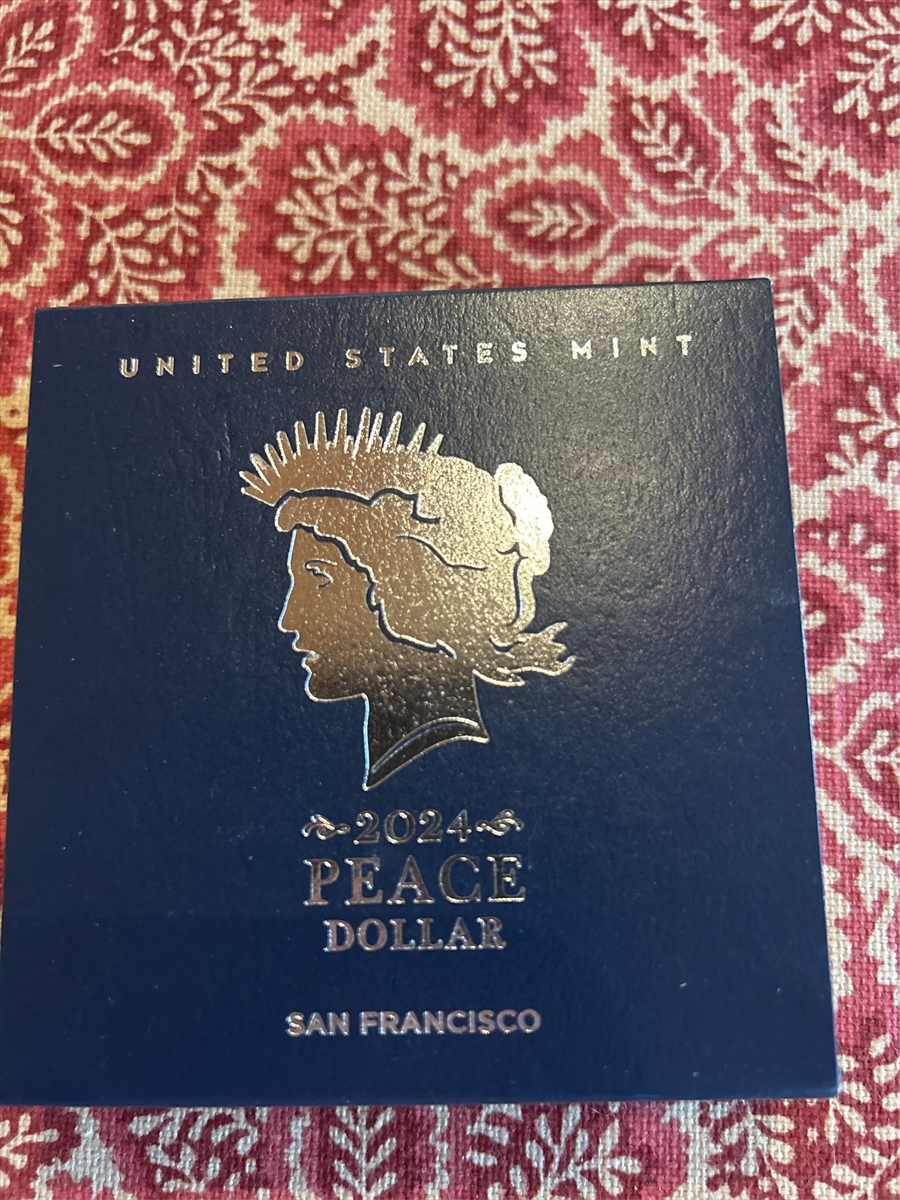 UNITED STATES MINT
2024
PEACE
DOLLAR
SAN FRANCISCO